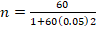 n = 60 / 1+60(0.05)2